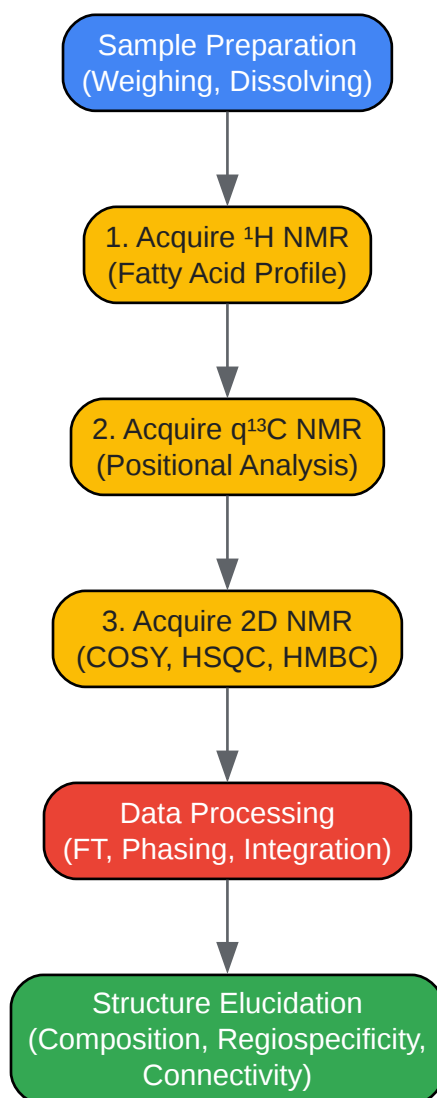 Sample Preparation
(Weighing, Dissolving)
1. Acquire ¹H NMR
(Fatty Acid Profile)
2. Acquire q¹³C NMR
(Positional Analysis)
3. Acquire 2D NMR
(COSY, HSQC, HMBC)
Data Processing
(FT, Phasing, Integration)
Structure Elucidation
(Composition, Regiospecificity,
Connectivity)